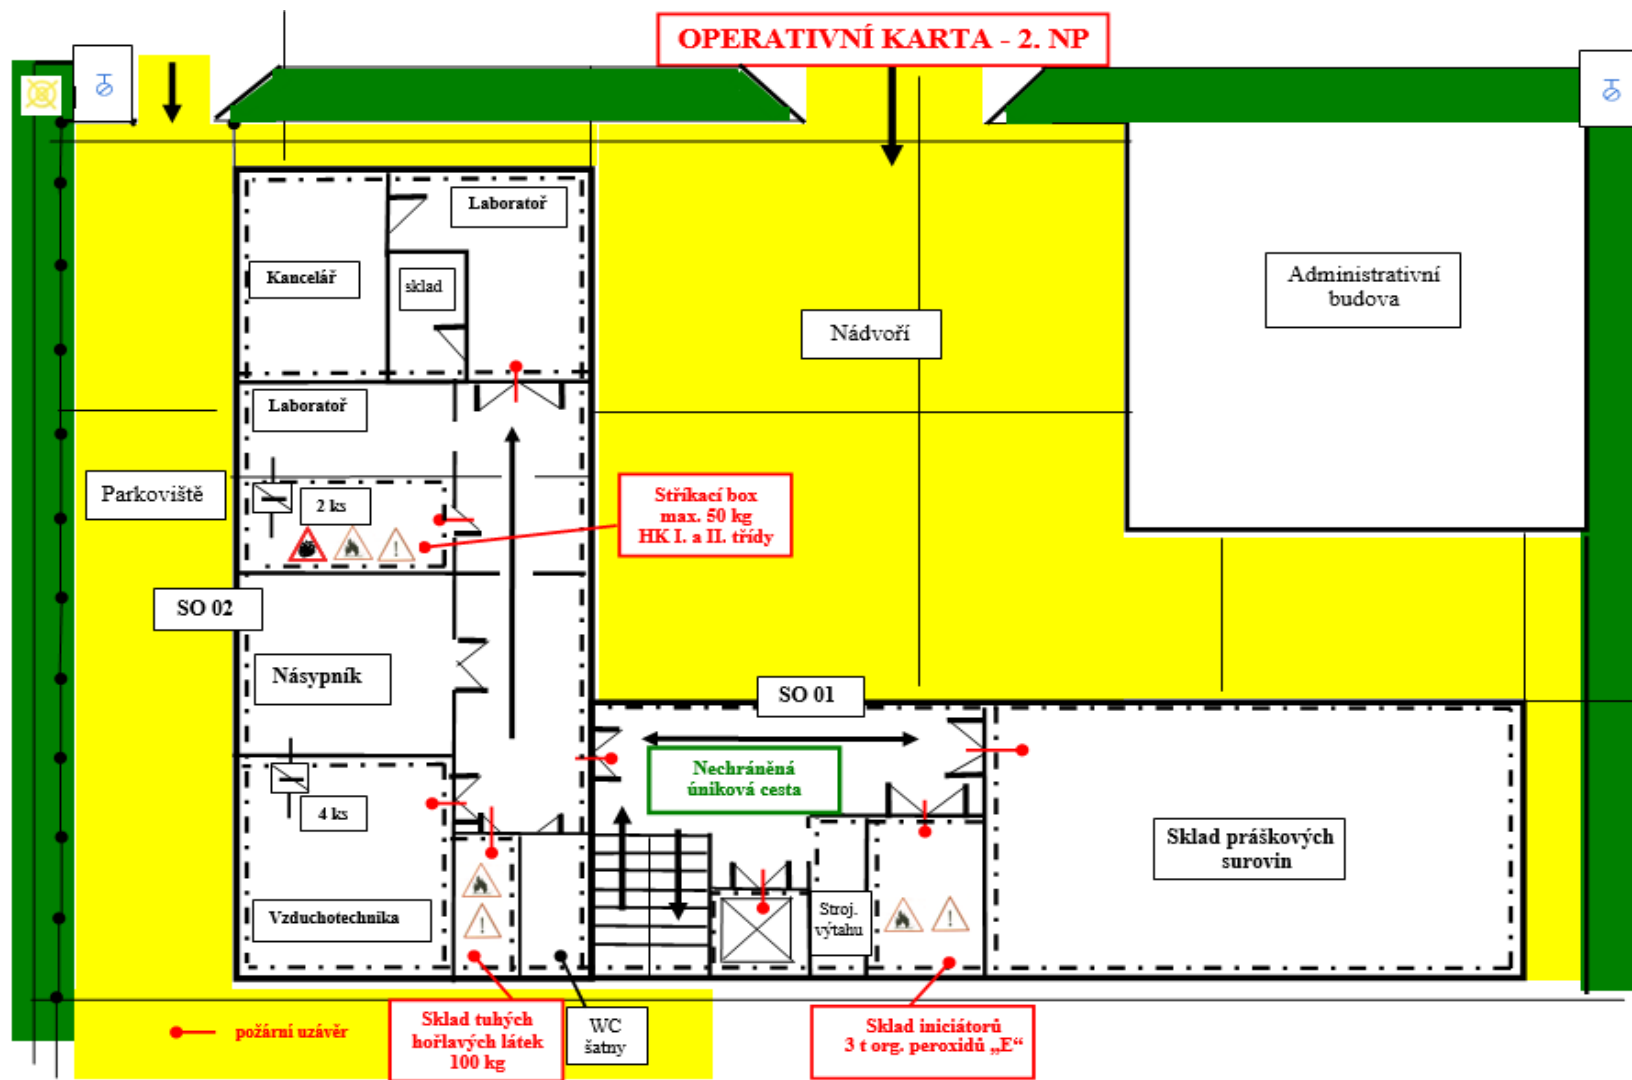 OPERATIVNÍ KARTA - 2. NP
Laboratoř
Kancelář
sklad
Administrativní
budova
Nádvoří
Laboratoř
Parkoviště
2 ks
Stříkací box
max. 50 kg
HK I. a II. třídy
SO 02
Násypník
SO 01
Nechráněná
úniková cesta
4 ks
Sklad práškových
surovin
Vzduchotechnika
Stroj.
výtahu
požární uzávěr
Sklad tuhých
hořlavých látek
100 kg
WC
šatny
Sklad iniciátorů
3 t org. peroxidů „E“